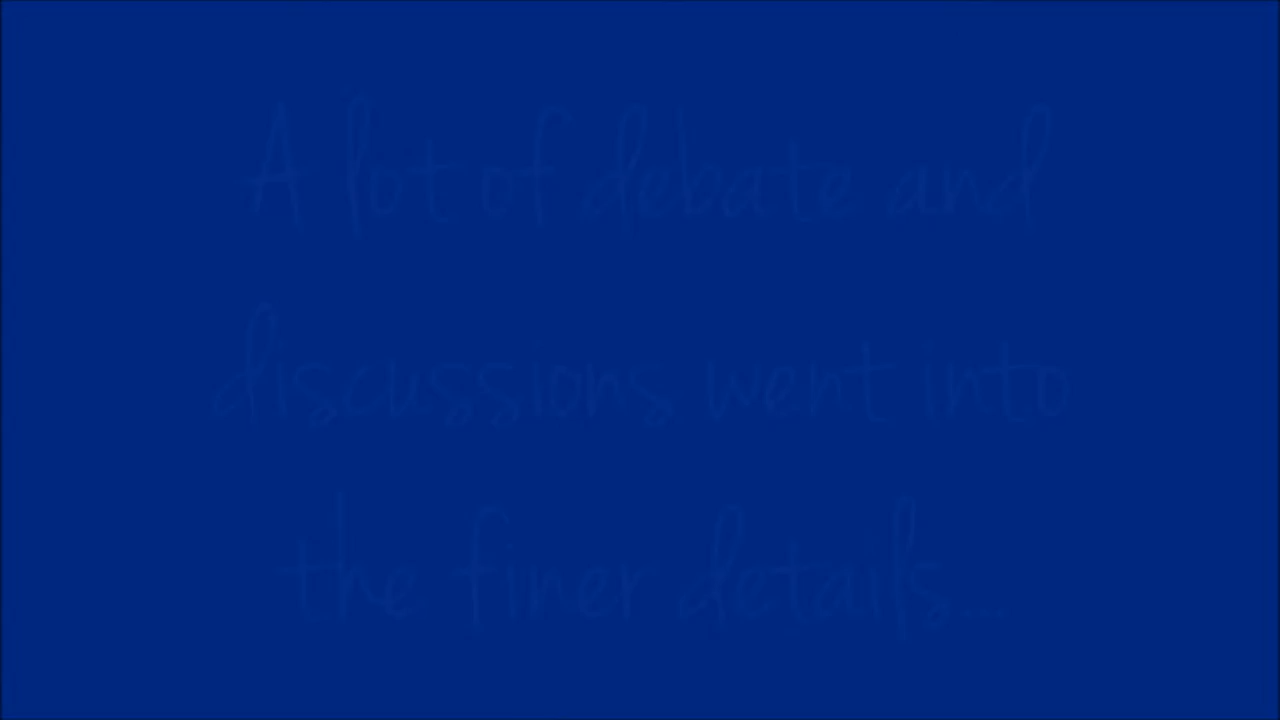 A lot of debate and
discussions went into
the finer details...